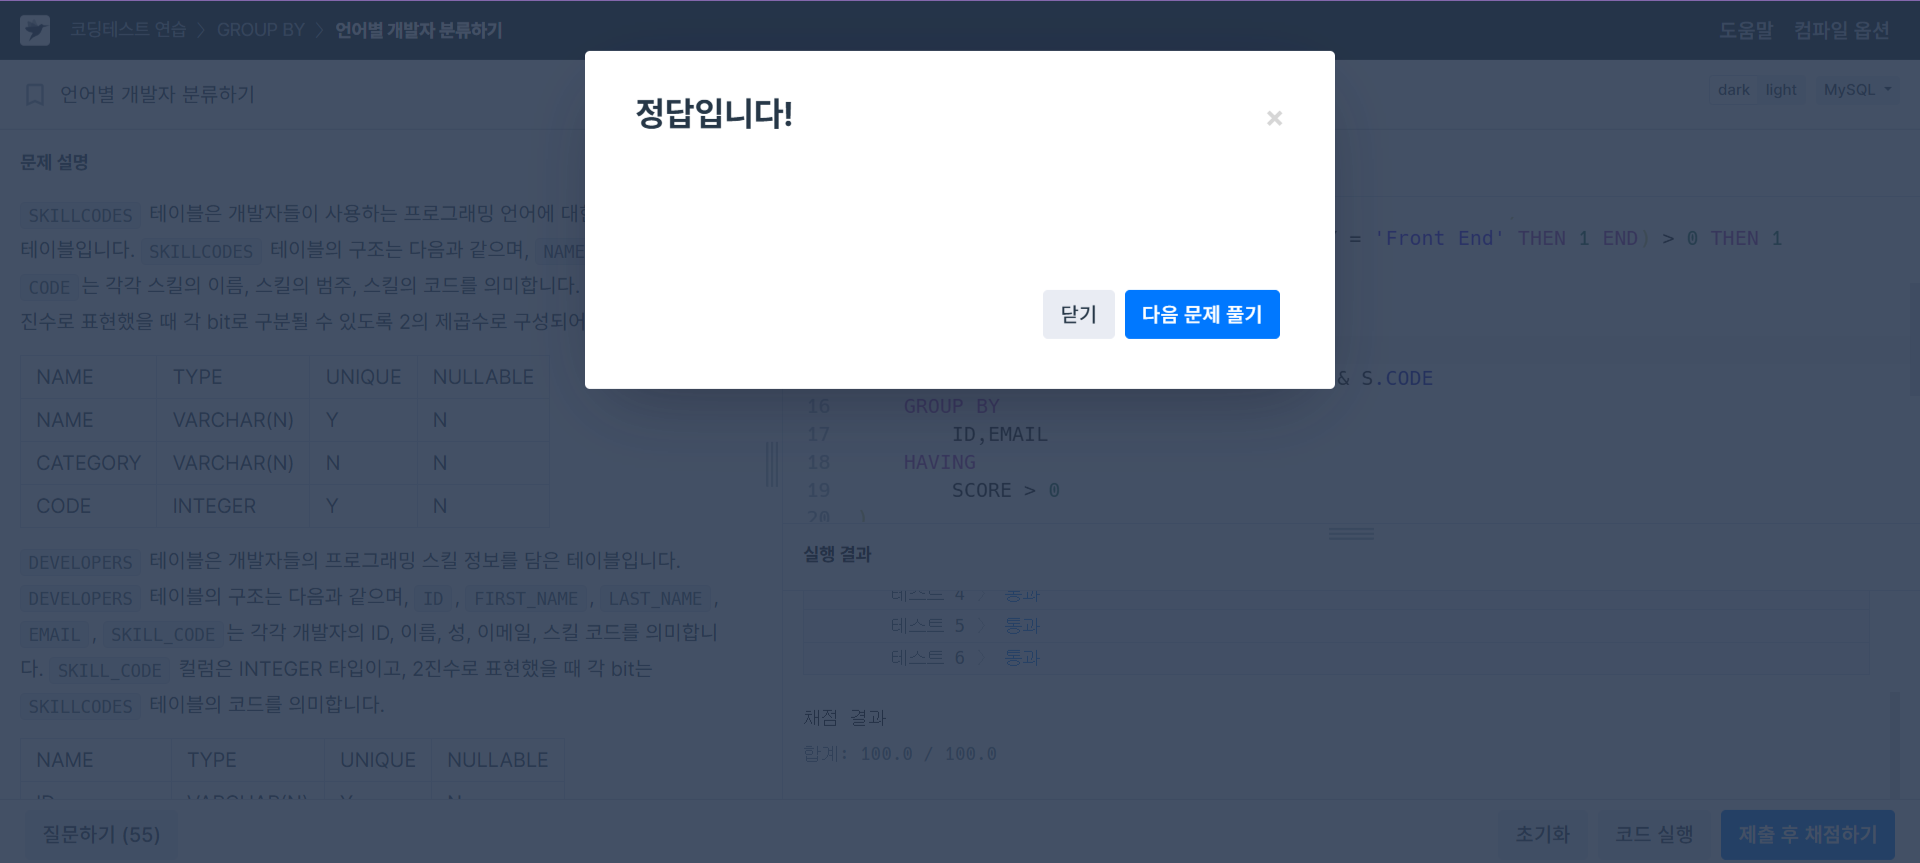 코딩테스트 연습 > GROUP BY > 언어별 개발자 분류하기
도움말 컴파일 옵션
언어별 개발자 분류하기
dark light MySQL
문제 설명
SKILLCODES 테이블은 개발자들이 사용하는 프로그래밍 언어에
테이블입니다. SKILLCODES 테이블의 구조는 다음과 같으며, NAME
CODE 는 각각 스킬의 이름, 스킬의 범주, 스킬의 코드를 의미합니다.
진수로 표현했을 때 각 bit로 구분될 수 있도록 2의 제곱수로
NAME TYPE UNIQUE NULLABLE
NAME VARCHAR(N) Y N
CATEGORY VARCHAR(N) N N
CODE INTEGER Y N
DEVELOPERS 테이블은 개발자들의 프로그래밍 스킬 정보를 담은 테이블입니다.
DEVELOPERS 테이블의 구조는 다음과 같으며, ID , FIRST_NAME , LAST_NAME ,
EMAIL , SKILL_CODE 는 각각 개발자의 ID, 이름, 성, 이메일, 스킬 코드를 의미합니
다. SKILL_CODE 컬럼은 INTEGER 타입이고, 2진수로 표현했을 때 각 bit는
SKILLCODES 테이블의 코드를 의미합니다.
NAME TYPE UNIQUE NULLABLE
ID VARCHAR(N) Y N
정답입니다!
×
닫기 다음 문제 풀기
= 'Front End' THEN 1 END) > 0 THEN 1
& S.CODE
16 GROUP BY
17 ID,EMAIL
18 HAVING
19 SCORE > 0
20 )
실행 결과
테스트 4 > 통과
테스트 5 > 통과
테스트 6 > 통과
채점 결과
합계: 100.0 / 100.0
질문하기 (55)
초기화 코드 실행 제출 후 채점하기